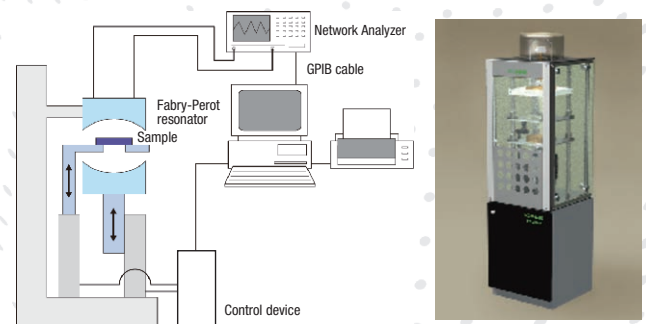 Network Analyzer
GPIB cable
Fabry-Perot
resonator
Sample
Control device